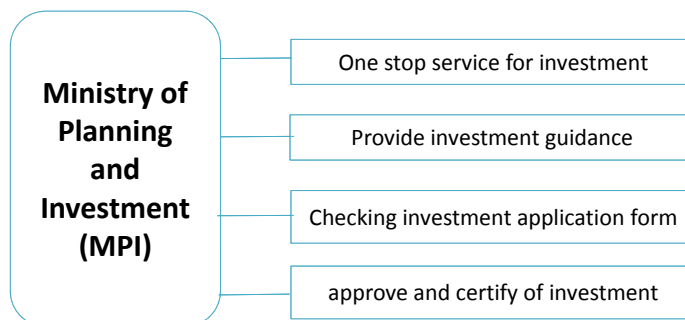 Ministry of
Planning
and
Investment
(MPI)
One stop service for investment
Provide investment guidance
Checking investment application form
approve and certify of investment